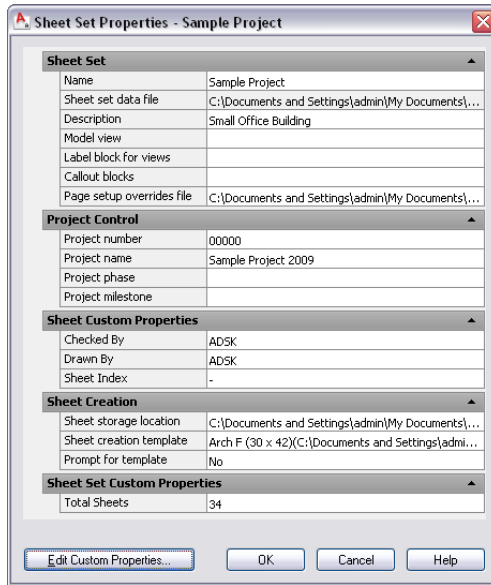 Sheet Set Properties - Sample Project
Sheet Set
Name Sample Project
Sheet set data file C:\Documents and Settings\admin\My Documents\...
Description Small Office Building
Model view
Label block for views
Callout blocks
Page setup overrides file C:\Documents and Settings\admin\My Documents\...
Project Control
Project number 00000
Project name Sample Project 2009
Project phase
Project milestone
Sheet Custom Properties
Checked By ADSK
Drawn By ADSK
Sheet Index -
Sheet Creation
Sheet storage location C:\Documents and Settings\admin\My Documents\...
Sheet creation template Arch F (30 x 42)(C:\Documents and Settings\admi...
Prompt for template No
Sheet Set Custom Properties
Total Sheets 34
Edit Custom Properties... OK Cancel Help